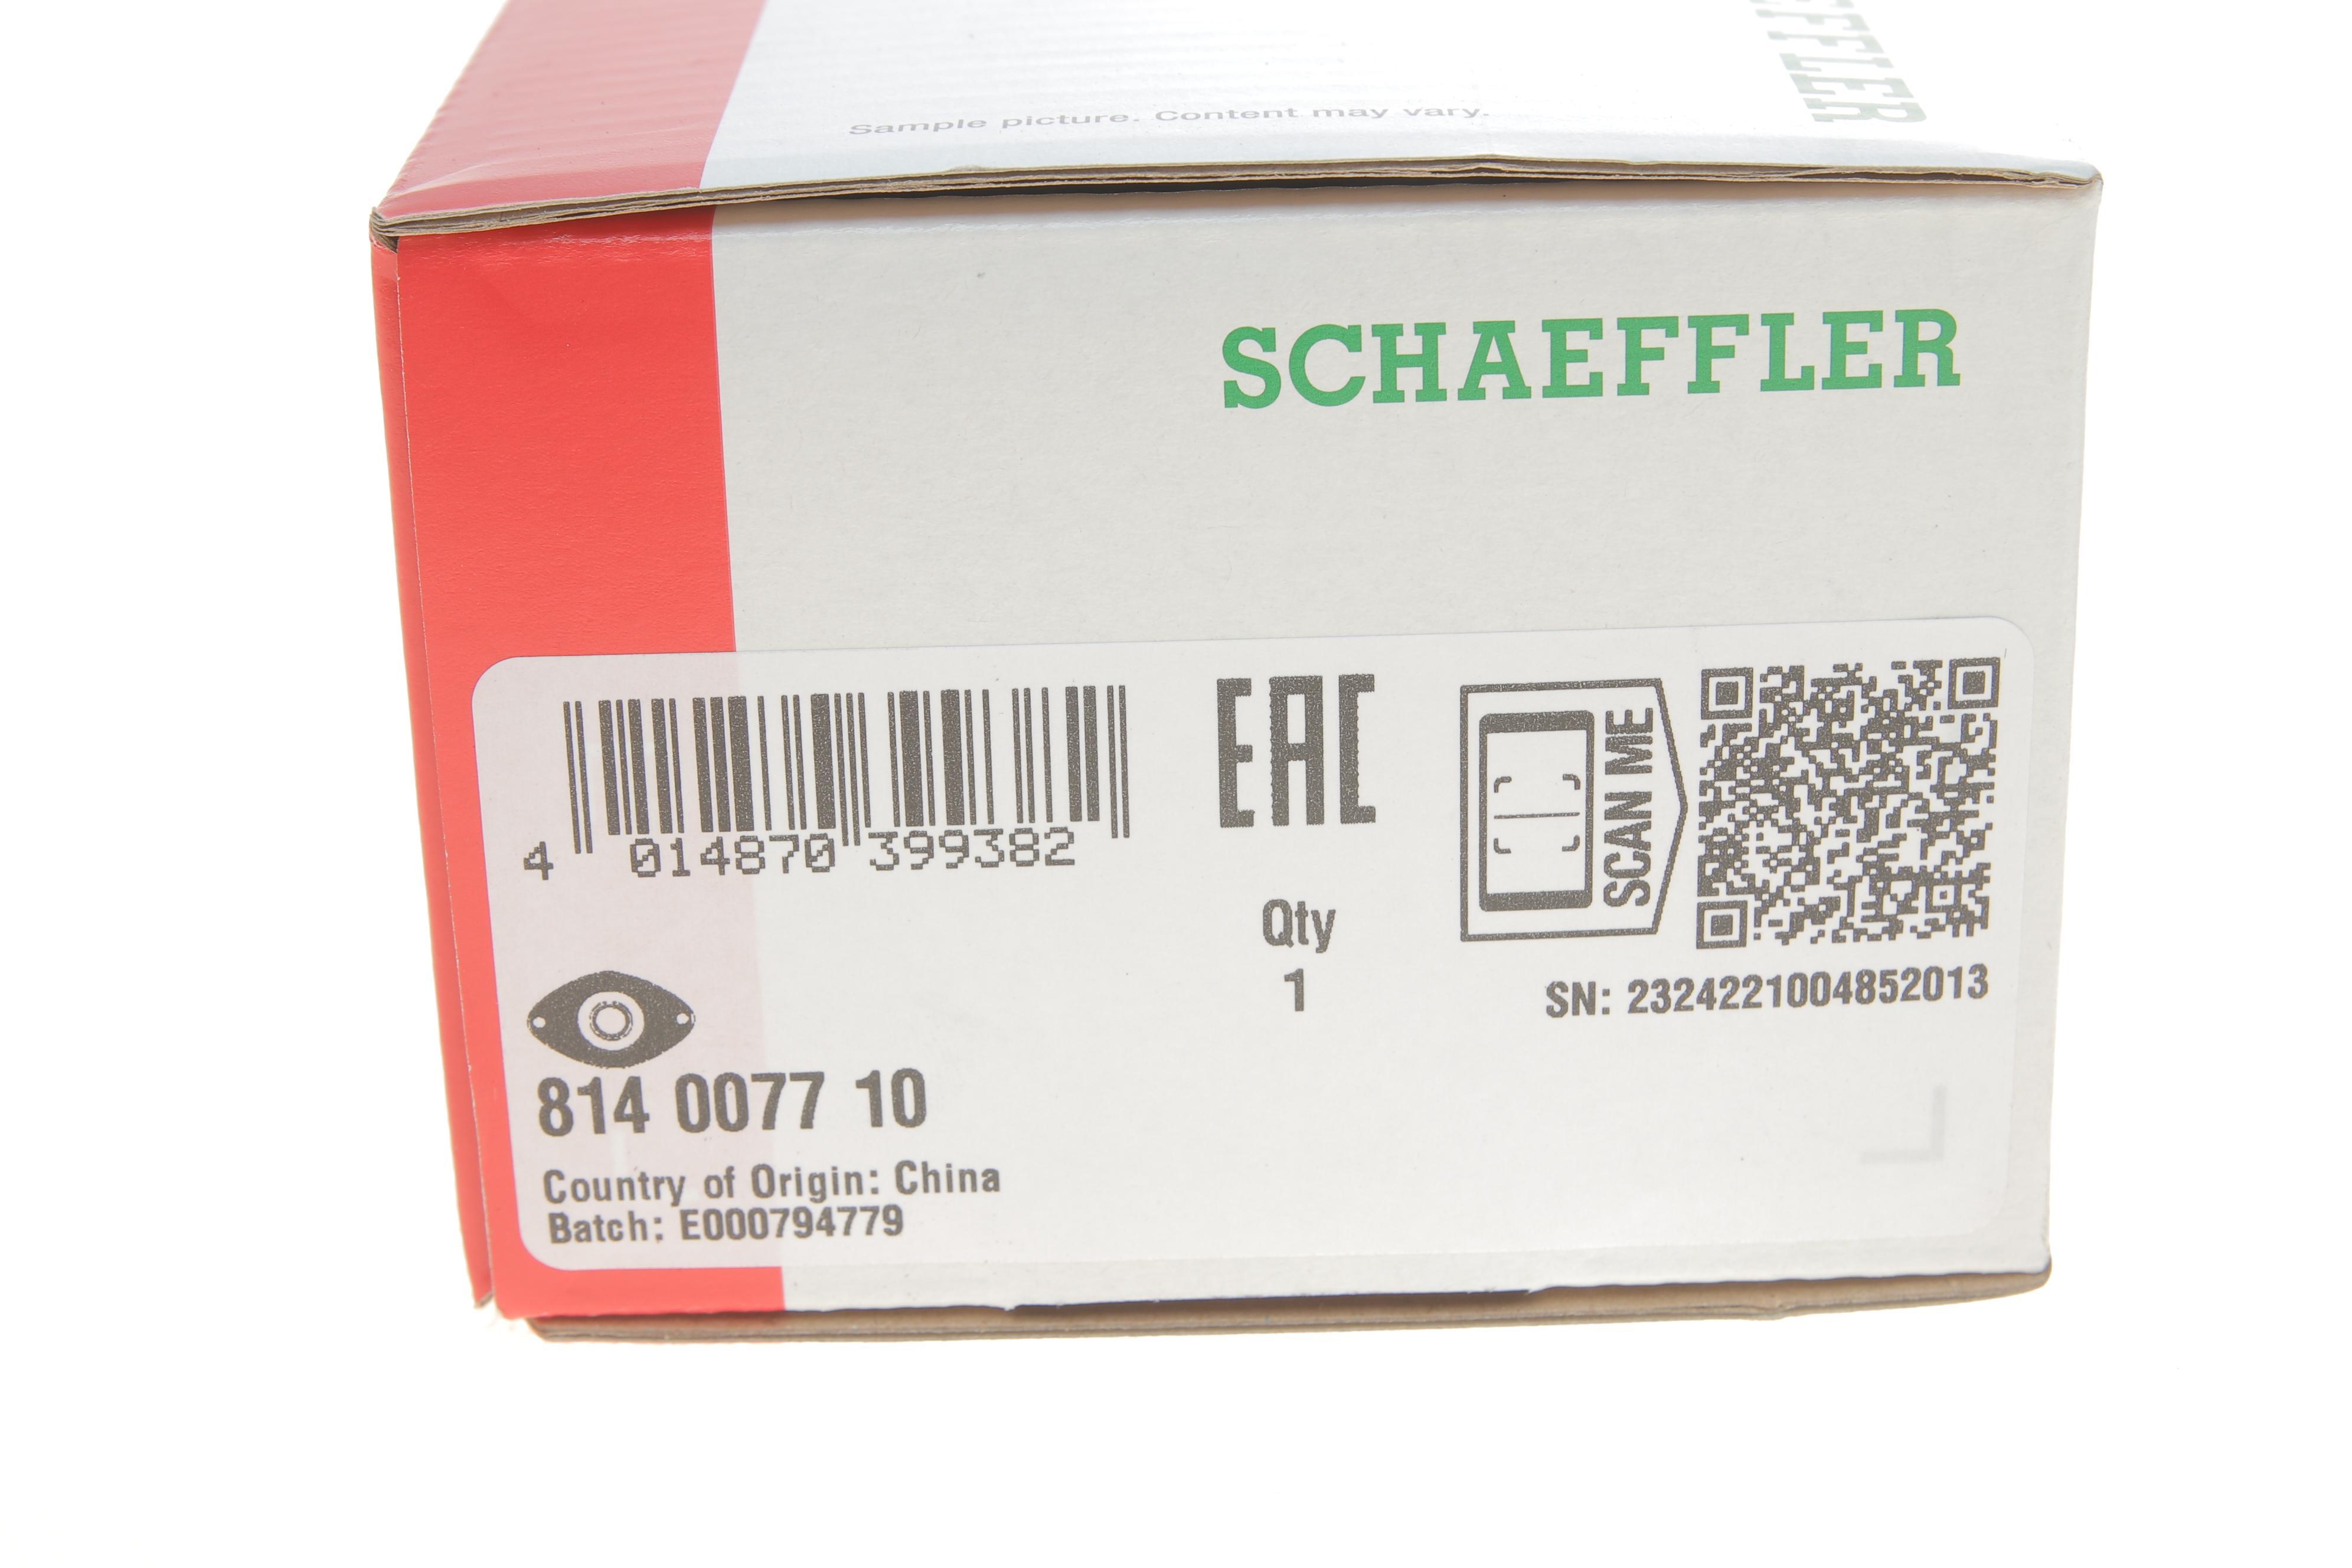 Sample picture. Content may vary.
EFFLER
SCHAEFFLER
4 014870 399382
EAC
SCAN ME
Qty
1
SN: 2324221004852013
814 0077 10
Country of Origin: China
Batch: E000794779